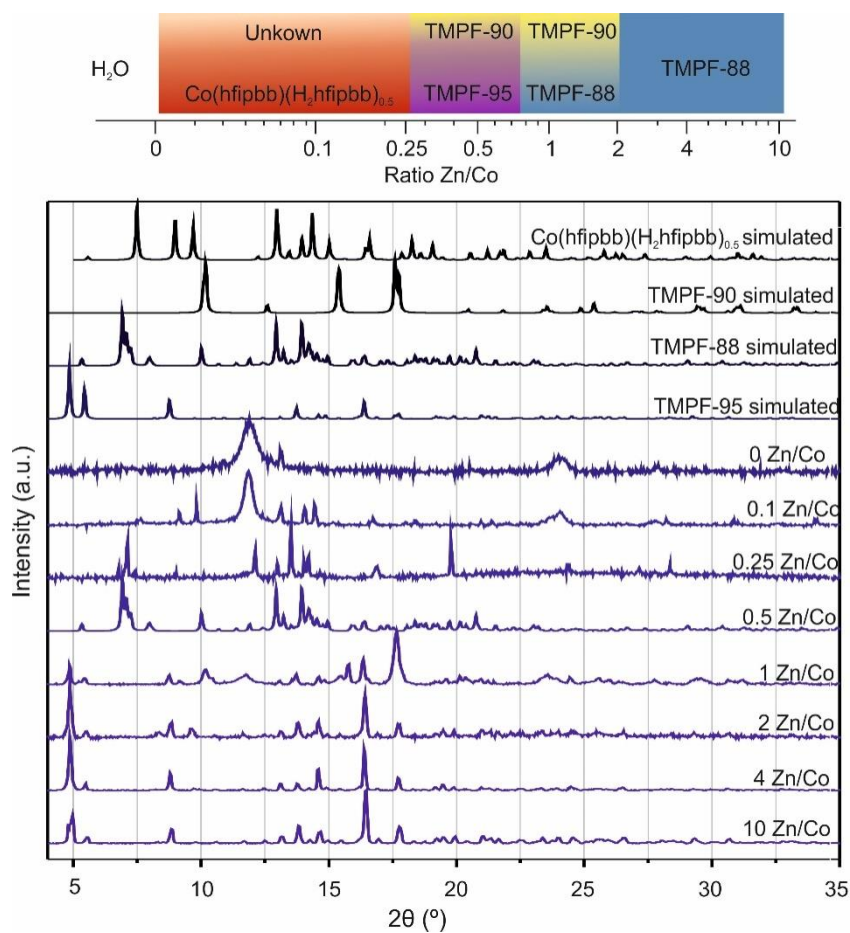 Unkown TMPF-90 TMPF-90
H₂O TMPF-88
Co(hfipbb)(H₂hfipbb)₀.₅ TMPF-95 TMPF-88
0 0.1 0.25 0.5 1 2 4 10
Ratio Zn/Co
Co(hfipbb)(H₂hfipbb)₀.₅ simulated
TMPF-90 simulated
TMPF-88 simulated
TMPF-95 simulated
0 Zn/Co
0.1 Zn/Co
0.25 Zn/Co
0.5 Zn/Co
1 Zn/Co
2 Zn/Co
4 Zn/Co
10 Zn/Co
Intensity (a.u.)
5 10 15 20 25 30 35
2θ (º)